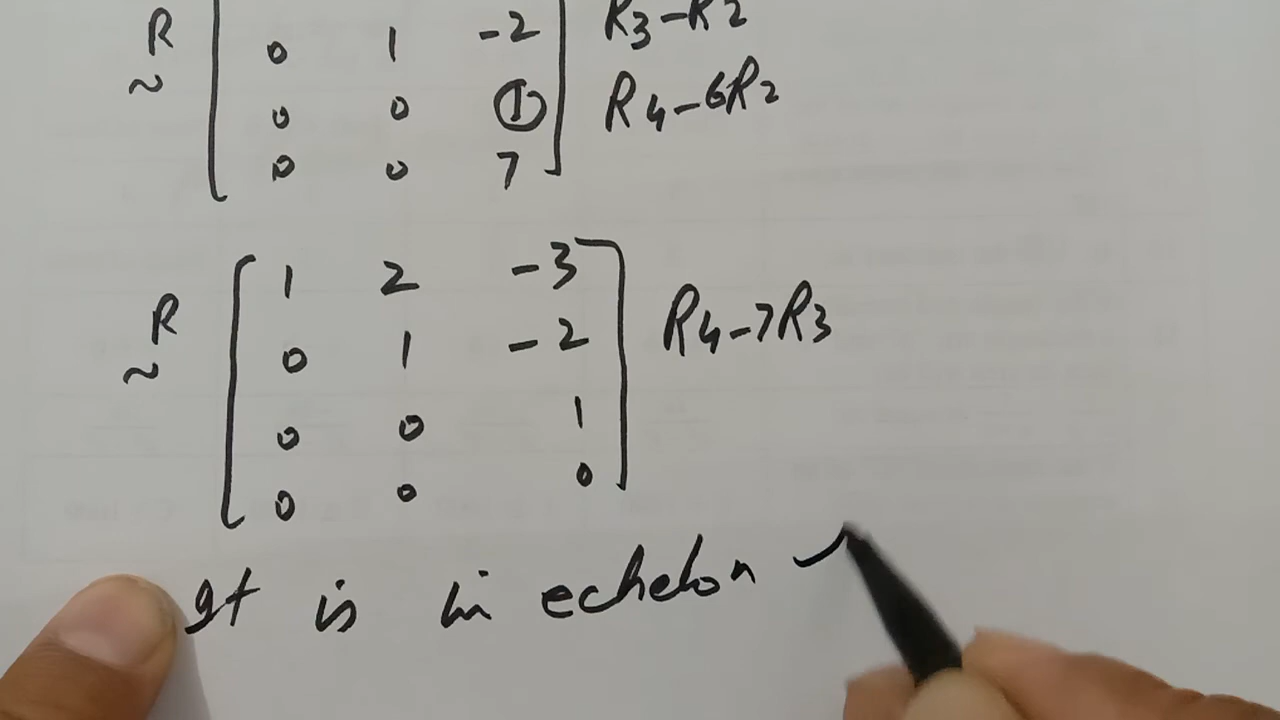 R3-R2
R 0 1 -2
~ 0 0 1 R4-6R2
0 0 7
1 2 -3
R 0 1 -2 R4-7R3
~ 0 0 1
0 0 0
It is in echelon